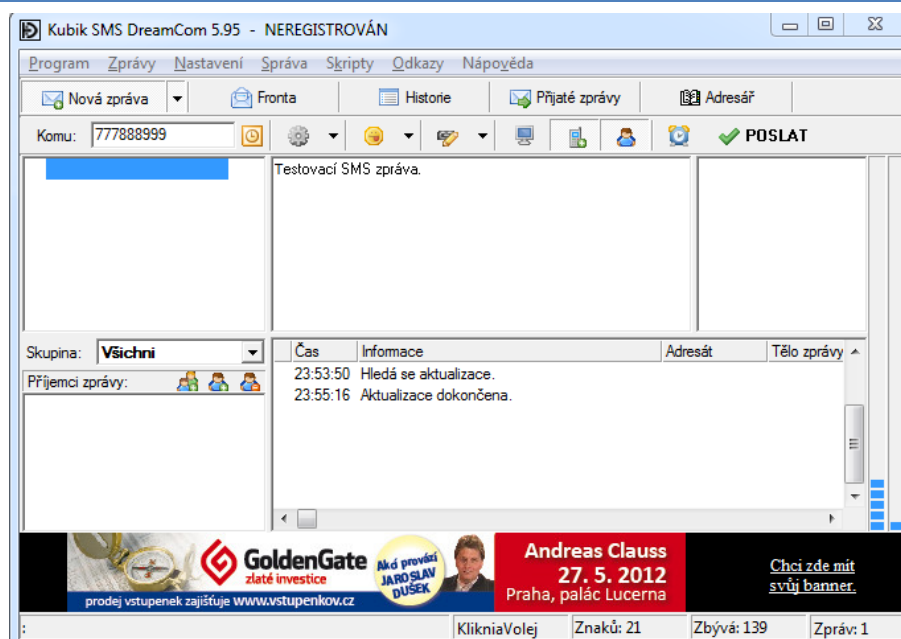 Kubik SMS DreamCom 5.95 - NEREGISTROVÁN
Program Zprávy Nastavení Správa Skripty Odkazy Nápověda
Nová zpráva Fronta Historie Přijaté zprávy Adresář
Komu: 777888999 POSLAT
Testovací SMS zpráva.
Skupina: Všichni
Příjemci zprávy:
Čas Informace Adresát Tělo zprávy
23:53:50 Hledá se aktualizace.
23:55:16 Aktualizace dokončena.
GoldenGate
zlaté investice
prodej vstupenek zajišťuje www.vstupenkov.cz
Akcí provází
JAROSLAV
DUŠEK
Andreas Clauss
27. 5. 2012
Praha, palác Lucerna
Chci zde mít
svůj banner.
: KlikniaVolej Znaků: 21 Zbývá: 139 Zpráv: 1